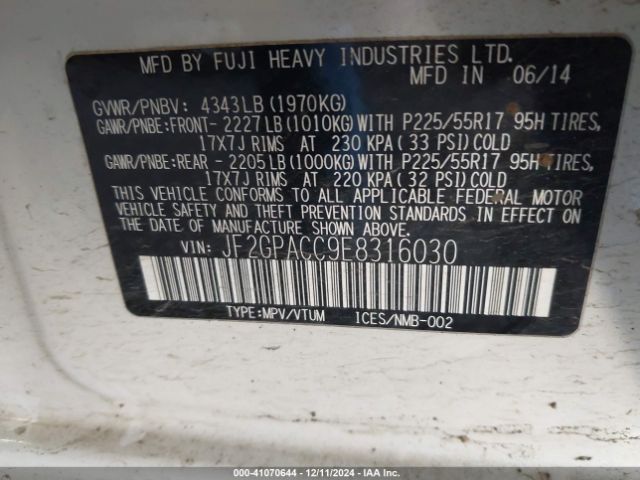 MFD BY FUJI HEAVY INDUSTRIES LTD.
MFD IN 06/14
GVWR/PNBV: 4343LB (1970KG)
GAWR/PNBE:FRONT- 2227LB(1010KG)WITH P225/55R17 95H TIRES,
17X7J RIMS AT 230 KPA( 33 PSI)COLD
GAWR/PNBE:REAR - 2205LB(1000KG)WITH P225/55R17 95H TIRES,
17X7J RIMS AT 220 KPA( 32 PSI)COLD
THIS VEHICLE CONFORMS TO ALL APPLICABLE FEDERAL MOTOR
VEHICLE SAFETY AND THEFT PREVENTION STANDARDS IN EFFECT ON
THE DATE OF MANUFACTURE SHOWN ABOVE.
VIN: JF2GPACC9E8316030
TYPE:MPV/VTUM ICES/NMB-002
000-41070644 - 12/11/2024 - IAA Inc.